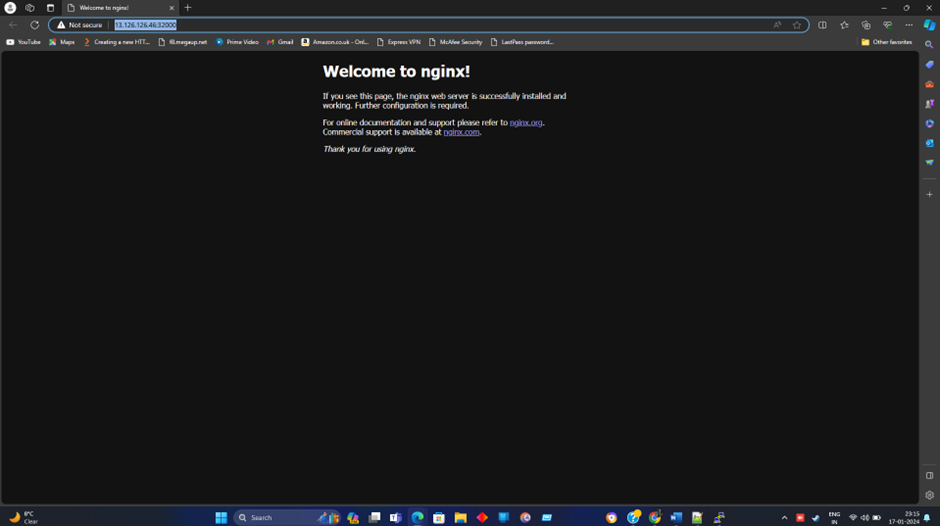 Welcome to nginx!
Not secure
13.126.126.46:32000
YouTube
Maps
Creating a new HTT...
f8.megaup.net
Prime Video
Gmail
Amazon.co.uk - Onl...
Express VPN
McAfee Security
LastPass password...
Other favorites
Welcome to nginx!
If you see this page, the nginx web server is successfully installed and
working. Further configuration is required.
For online documentation and support please refer to nginx.org.
Commercial support is available at nginx.com.
Thank you for using nginx.
8°C
Clear
Search
ENG
IN
23:15
17-01-2024